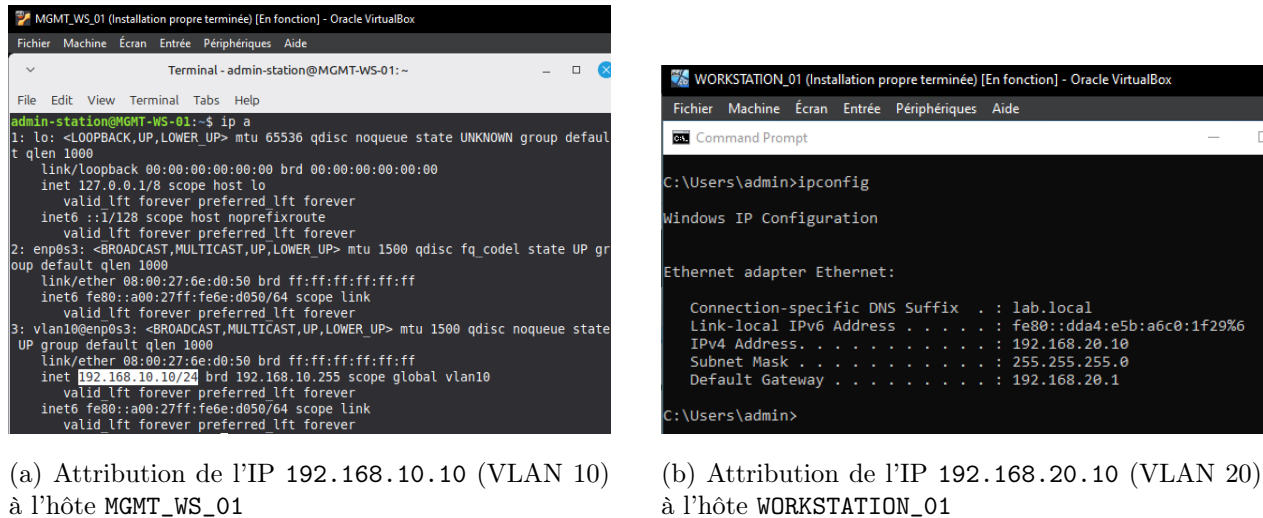 MGMT_WS_01 (Installation propre terminée) [En fonction] - Oracle VirtualBox
Fichier Machine Écran Entrée Périphériques Aide
Terminal - admin-station@MGMT-WS-01: ~
File Edit View Terminal Tabs Help
admin-station@MGMT-WS-01:~$ ip a
1: lo: <LOOPBACK,UP,LOWER_UP> mtu 65536 qdisc noqueue state UNKNOWN group defaul
t qlen 1000
link/loopback 00:00:00:00:00:00 brd 00:00:00:00:00:00
inet 127.0.0.1/8 scope host lo
valid_lft forever preferred_lft forever
inet6 ::1/128 scope host noprefixroute
valid_lft forever preferred_lft forever
2: enp0s3: <BROADCAST,MULTICAST,UP,LOWER_UP> mtu 1500 qdisc fq_codel state UP gr
oup default qlen 1000
link/ether 08:00:27:6e:d0:50 brd ff:ff:ff:ff:ff:ff
inet6 fe80::a00:27ff:fe6e:d050/64 scope link
valid_lft forever preferred_lft forever
3: vlan10@enp0s3: <BROADCAST,MULTICAST,UP,LOWER_UP> mtu 1500 qdisc noqueue state
UP group default qlen 1000
link/ether 08:00:27:6e:d0:50 brd ff:ff:ff:ff:ff:ff
inet 192.168.10.10/24 brd 192.168.10.255 scope global vlan10
valid_lft forever preferred_lft forever
inet6 fe80::a00:27ff:fe6e:d050/64 scope link
valid_lft forever preferred_lft forever
(a) Attribution de l'IP 192.168.10.10 (VLAN 10)
à l'hôte MGMT_WS_01
WORKSTATION_01 (Installation propre terminée) [En fonction] - Oracle VirtualBox
Fichier Machine Écran Entrée Périphériques Aide
Command Prompt
C:\Users\admin>ipconfig
Windows IP Configuration
Ethernet adapter Ethernet:
Connection-specific DNS Suffix . : lab.local
Link-local IPv6 Address . . . . . : fe80::dda4:e5b:a6c0:1f29%6
IPv4 Address. . . . . . . . . . . : 192.168.20.10
Subnet Mask . . . . . . . . . . . : 255.255.255.0
Default Gateway . . . . . . . . . : 192.168.20.1
C:\Users\admin>
(b) Attribution de l'IP 192.168.20.10 (VLAN 20)
à l'hôte WORKSTATION_01